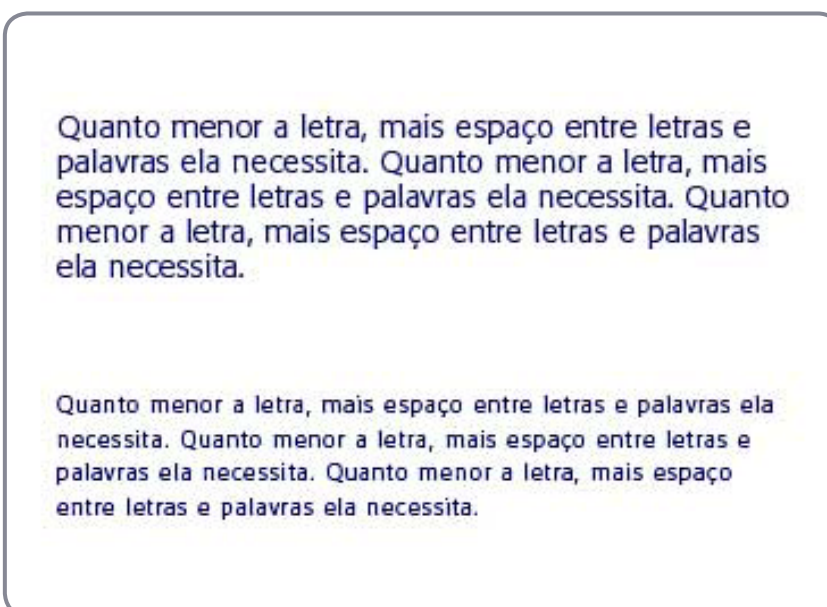 Quanto menor a letra, mais espaço entre letras e
palavras ela necessita. Quanto menor a letra, mais
espaço entre letras e palavras ela necessita. Quanto
menor a letra, mais espaço entre letras e palavras
ela necessita.
Quanto menor a letra, mais espaço entre letras e palavras ela
necessita. Quanto menor a letra, mais espaço entre letras e
palavras ela necessita. Quanto menor a letra, mais espaço
entre letras e palavras ela necessita.